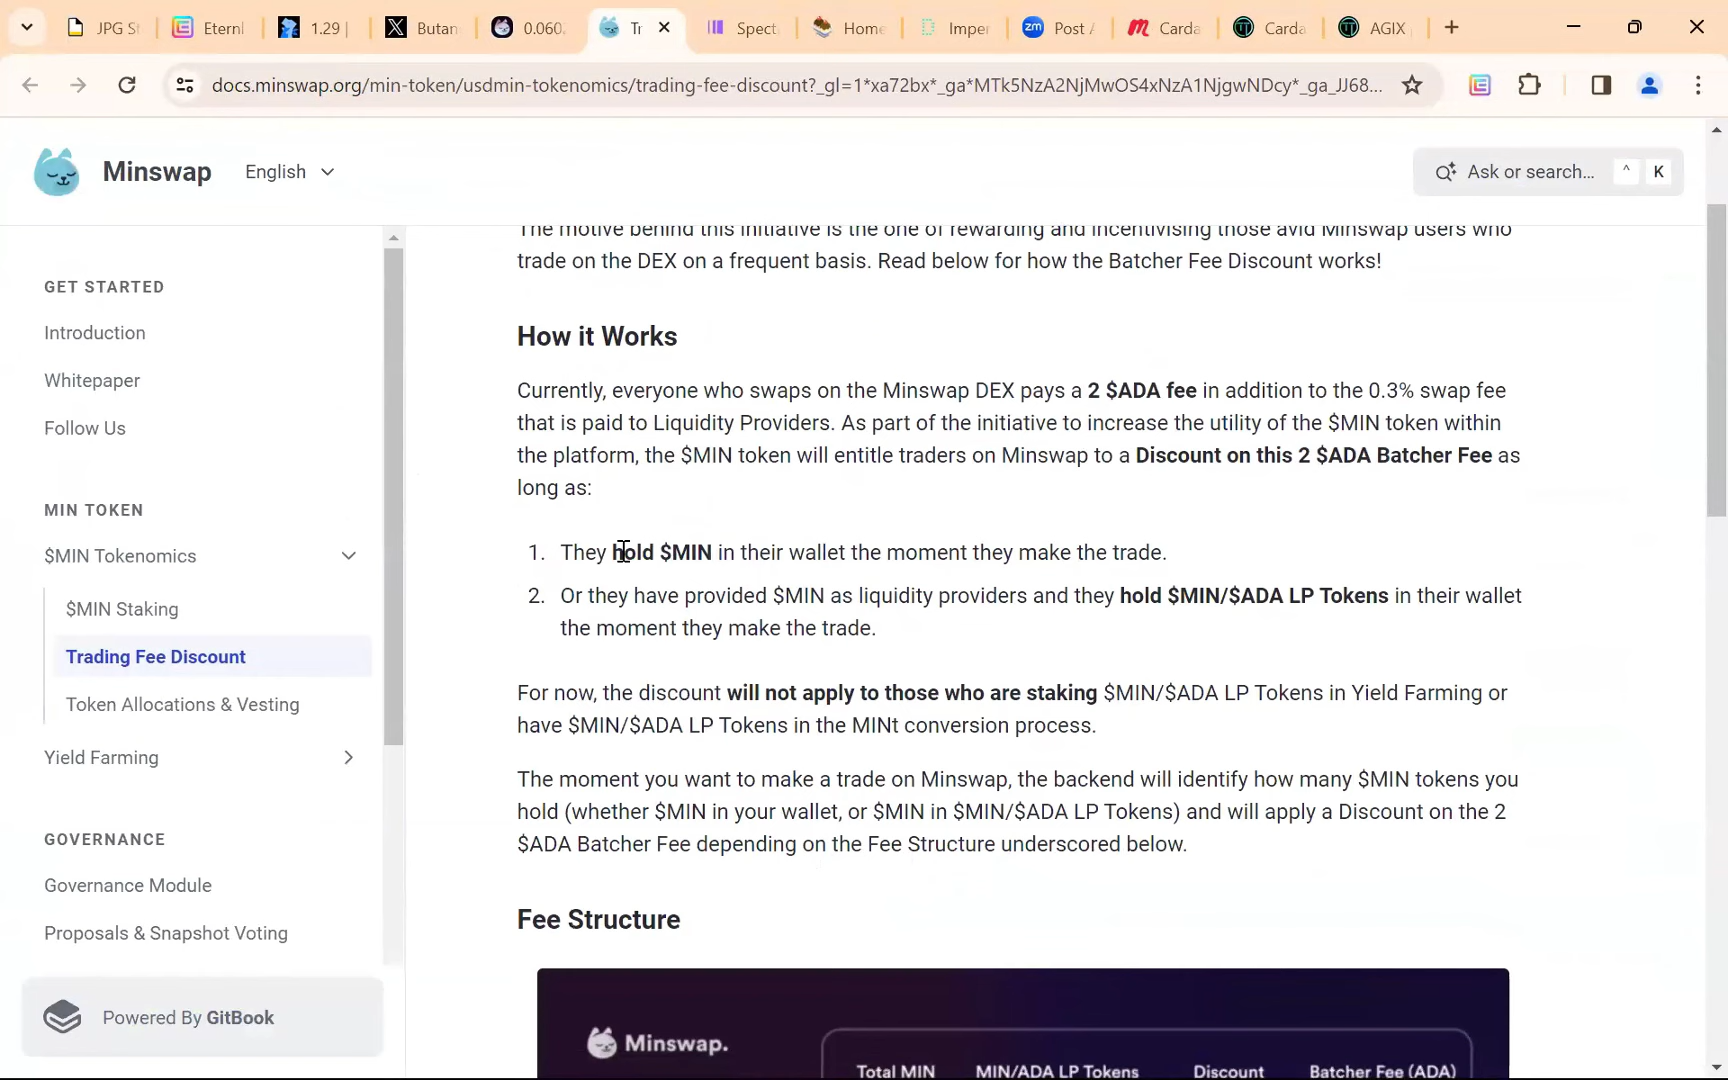 JPG S
Eternl
1.29 |
Butan
0.060
Tr
Spect
Home
Imper
Post A
Carda
Carda
AGIX
docs.minswap.org/min-token/usdmin-tokenomics/trading-fee-discount?_gl=1*xa72bx*_ga*MTk5NzA2NjMwOS4xNzA1NjgwNDcy*_ga_JJ68...
Minswap
English
Ask or search...
^
K
GET STARTED
Introduction
Whitepaper
Follow Us
MIN TOKEN
$MIN Tokenomics
$MIN Staking
Trading Fee Discount
Token Allocations & Vesting
Yield Farming
GOVERNANCE
Governance Module
Proposals & Snapshot Voting
Powered By GitBook
The motive behind this initiative is the one of rewarding and incentivising those avid Minswap users who
trade on the DEX on a frequent basis. Read below for how the Batcher Fee Discount works!
How it Works
Currently, everyone who swaps on the Minswap DEX pays a 2 $ADA fee in addition to the 0.3% swap fee
that is paid to Liquidity Providers. As part of the initiative to increase the utility of the $MIN token within
the platform, the $MIN token will entitle traders on Minswap to a Discount on this 2 $ADA Batcher Fee as
long as:
1. They hold $MIN in their wallet the moment they make the trade.
2. Or they have provided $MIN as liquidity providers and they hold $MIN/$ADA LP Tokens in their wallet
the moment they make the trade.
For now, the discount will not apply to those who are staking $MIN/$ADA LP Tokens in Yield Farming or
have $MIN/$ADA LP Tokens in the MINt conversion process.
The moment you want to make a trade on Minswap, the backend will identify how many $MIN tokens you
hold (whether $MIN in your wallet, or $MIN in $MIN/$ADA LP Tokens) and will apply a Discount on the 2
$ADA Batcher Fee depending on the Fee Structure underscored below.
Fee Structure
Minswap.
Total MIN
MIN/ADA LP Tokens
Discount
Batcher Fee (ADA)